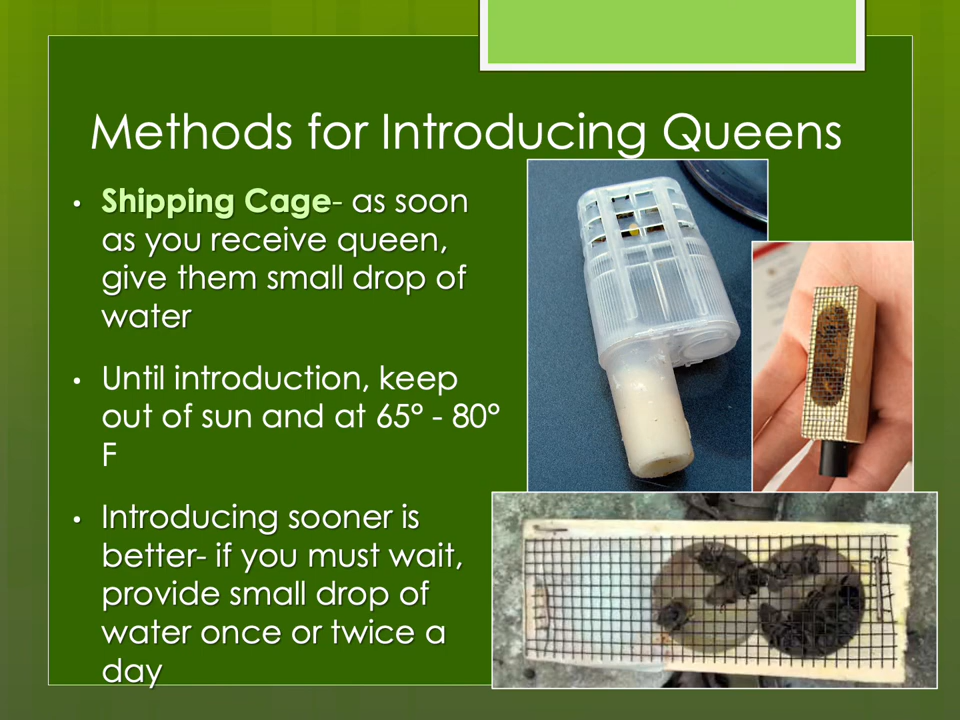 Methods for Introducing Queens
• Shipping Cage- as soon
as you receive queen,
give them small drop of
water
• Until introduction, keep
out of sun and at 65° - 80°
F
• Introducing sooner is
better- if you must wait,
provide small drop of
water once or twice a
day